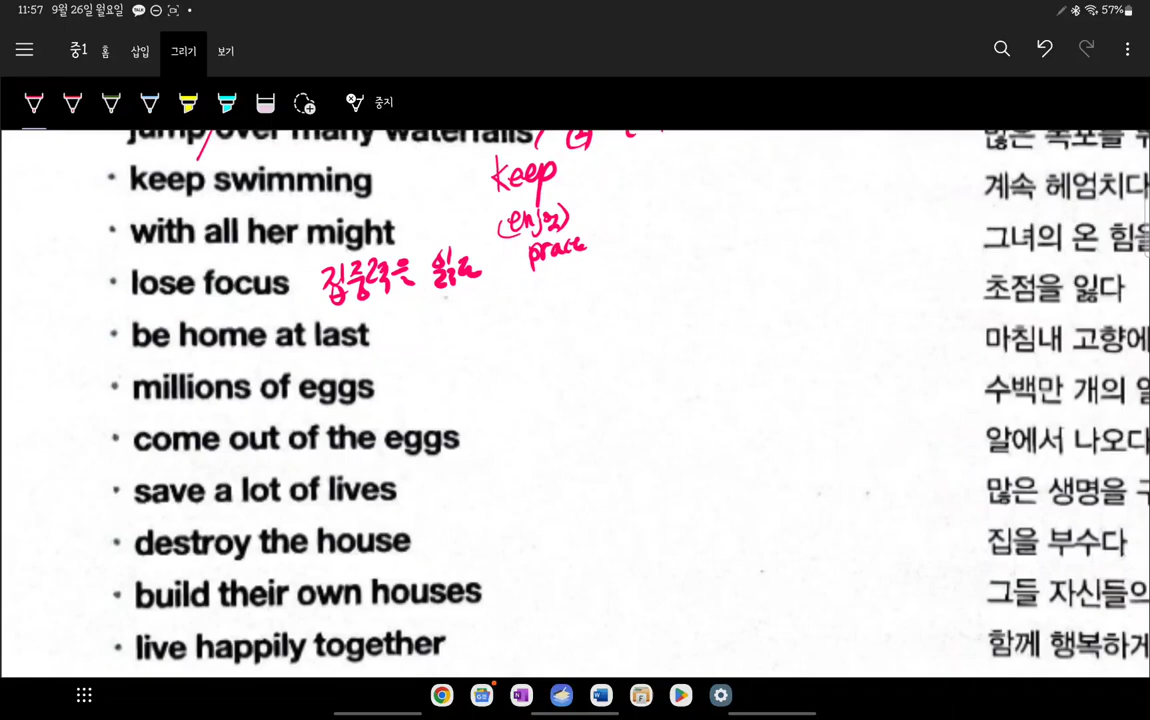 11:57 9월 26일 월요일 57%
중1 홈 삽입 그리기 보기
중지
jump over many waterfalls
keep swimming keep 계속 헤엄치다
with all her might 그녀의 온 힘을
lose focus 집중력을 잃다 초점을 잃다
be home at last 마침내 고향에
millions of eggs 수백만 개의 알
come out of the eggs 알에서 나오다
save a lot of lives 많은 생명을
destroy the house 집을 부수다
build their own houses 그들 자신들의
live happily together 함께 행복하게